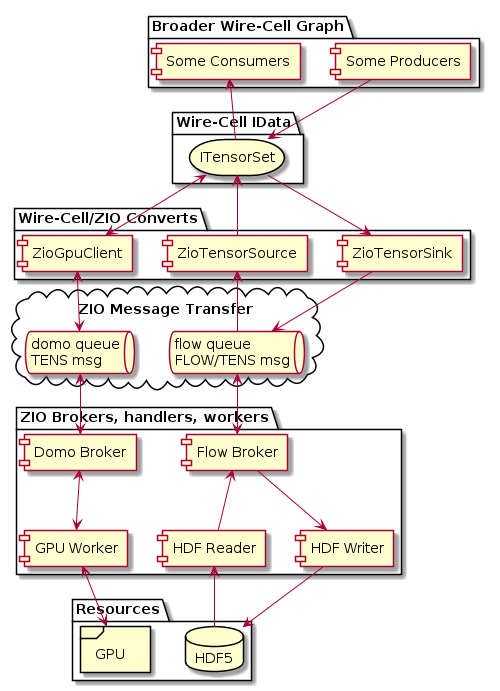 Broader Wire-Cell Graph
Some Consumers
Some Producers
Wire-Cell IData
ITensorSet
Wire-Cell/ZIO Converts
ZioGpuClient
ZioTensorSource
ZioTensorSink
ZIO Message Transfer
domo queue
TENS msg
flow queue
FLOW/TENS msg
ZIO Brokers, handlers, workers
Domo Broker
Flow Broker
GPU Worker
HDF Reader
HDF Writer
Resources
GPU
HDF5